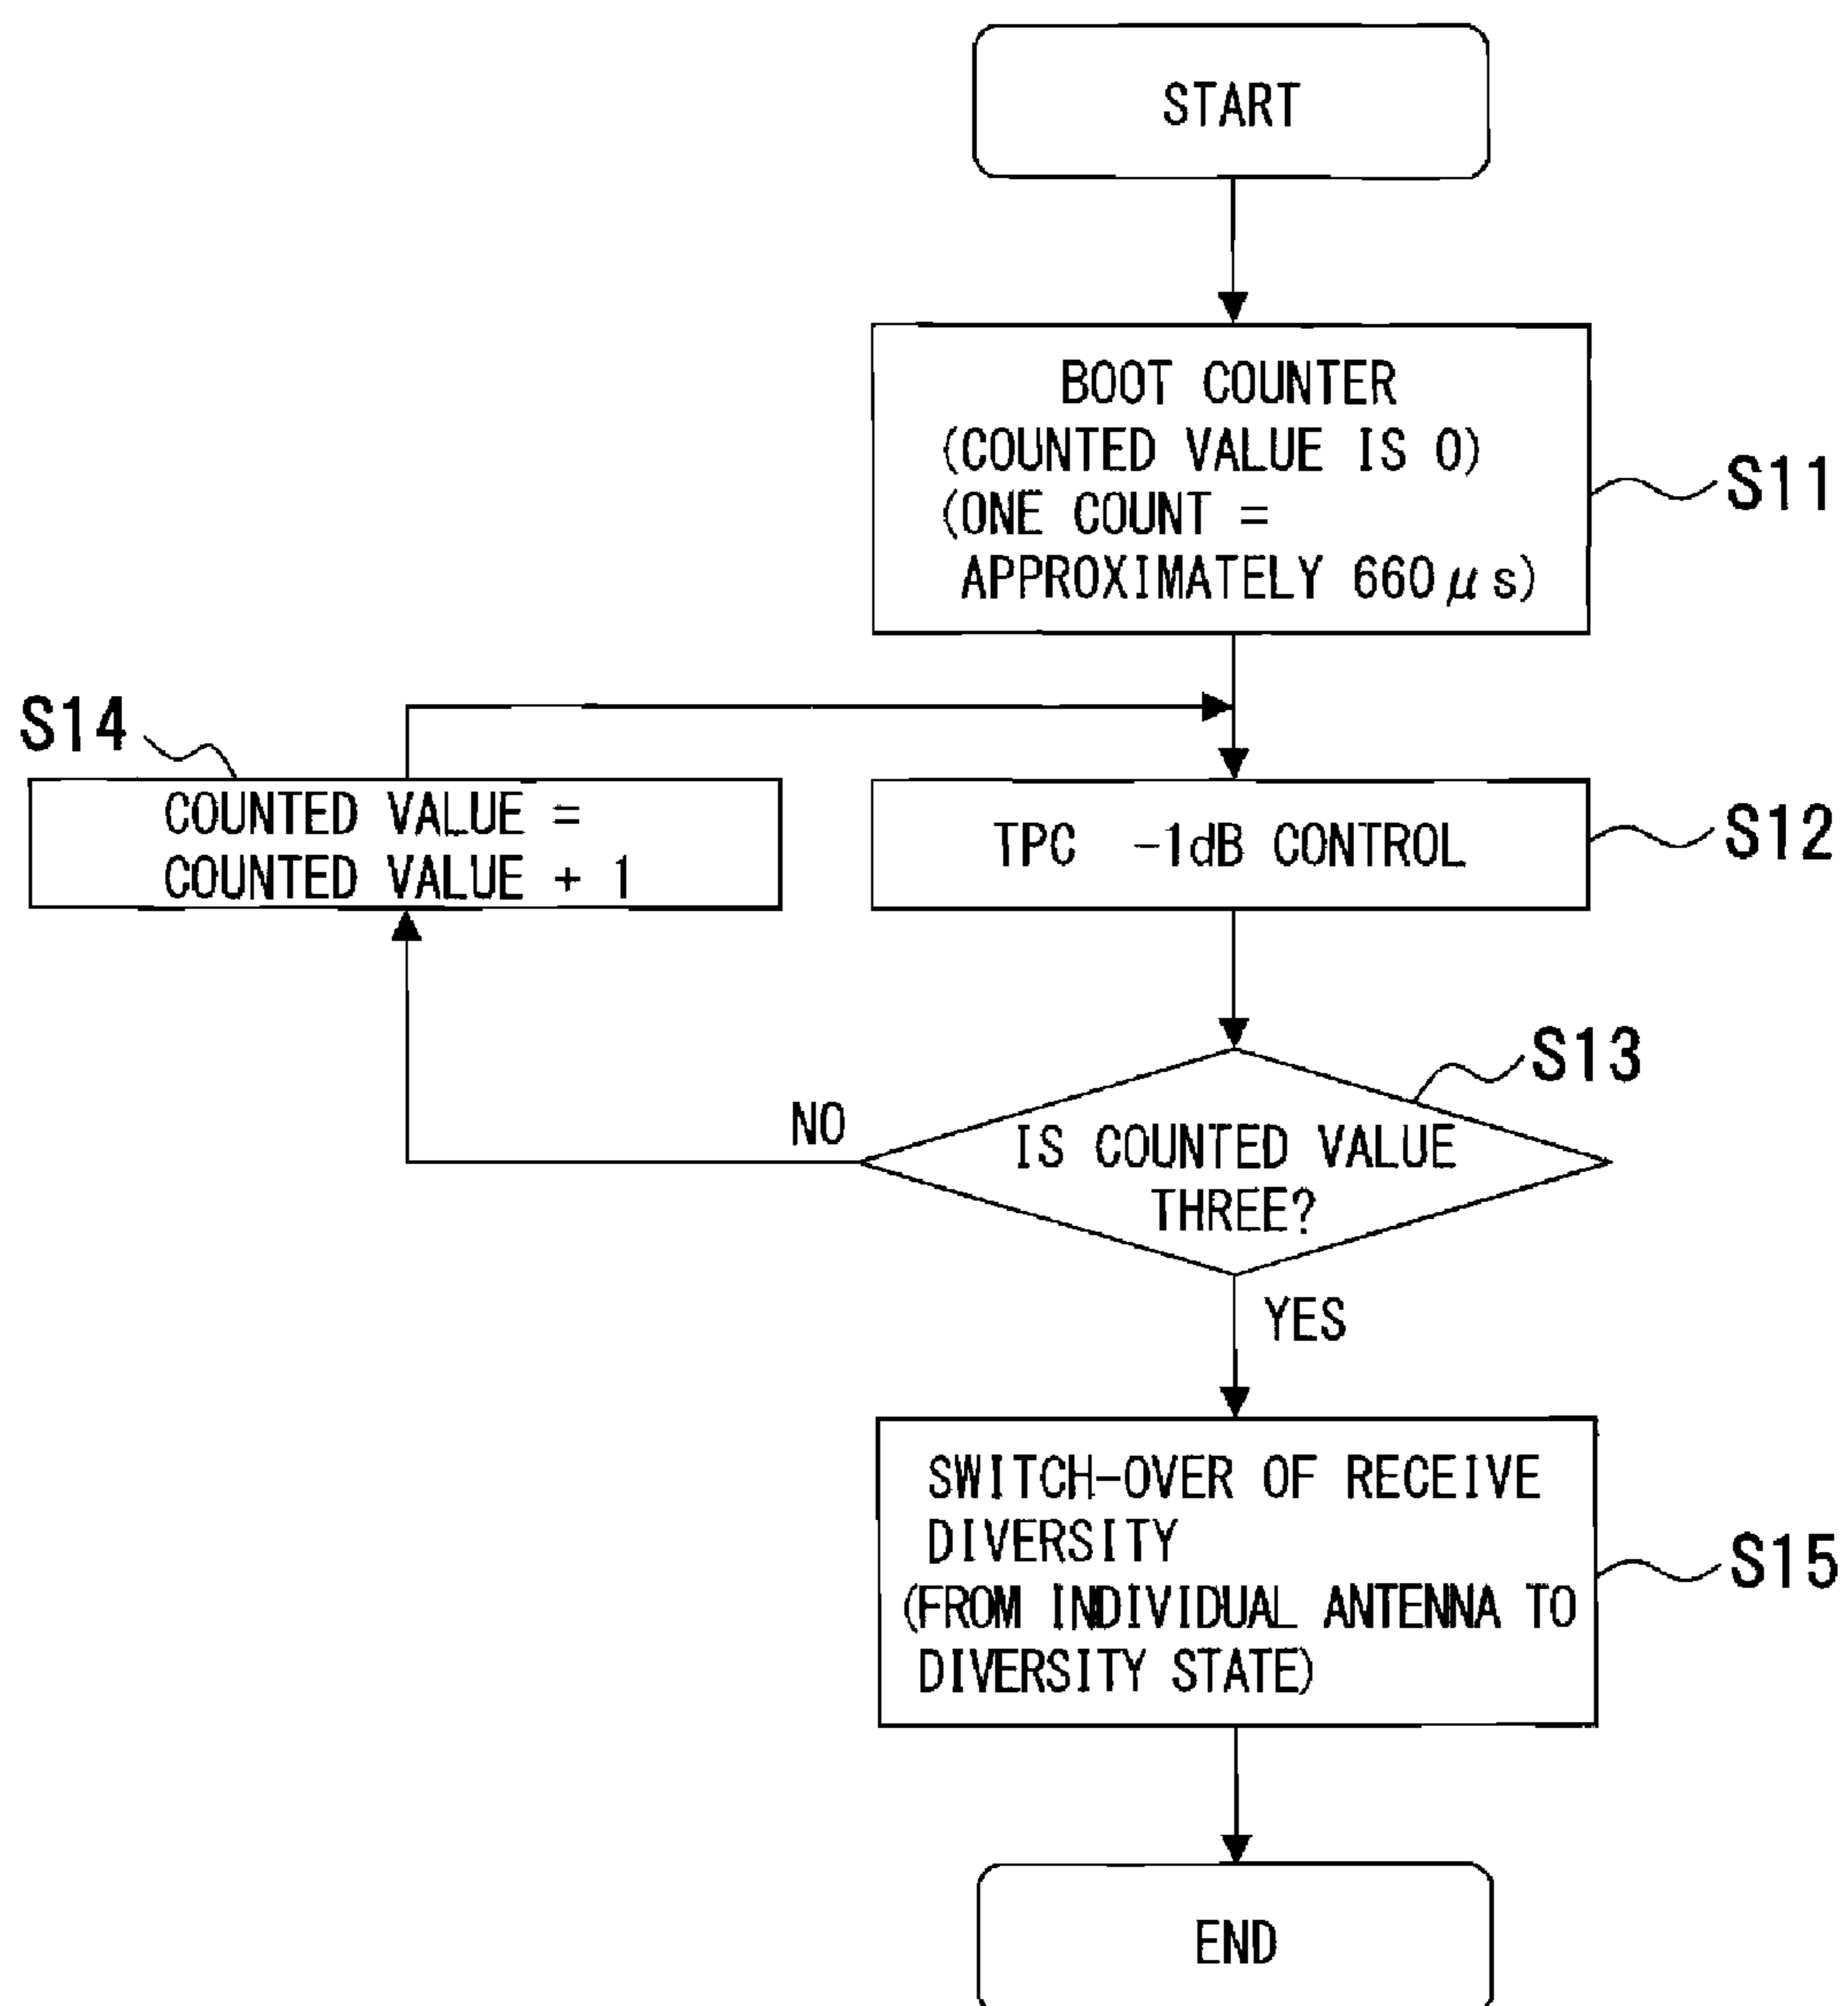 START
BOOT COUNTER
(COUNTED VALUE IS 0)
(ONE COUNT =
APPROXIMATELY 660μs)
S11
S14
COUNTED VALUE =
COUNTED VALUE + 1
TPC -1dB CONTROL
S12
S13
NO
IS COUNTED VALUE
THREE?
YES
SWITCH-OVER OF RECEIVE
DIVERSITY
(FROM INDIVIDUAL ANTENNA TO
DIVERSITY STATE)
S15
END